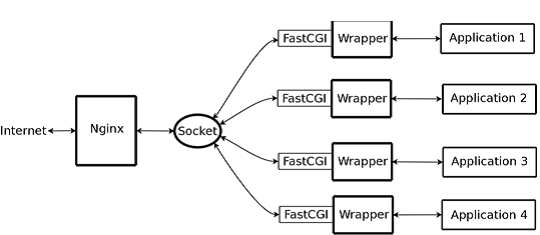 FastCGI Wrapper Application 1
FastCGI Wrapper Application 2
Internet Nginx Socket
FastCGI Wrapper Application 3
FastCGI Wrapper Application 4